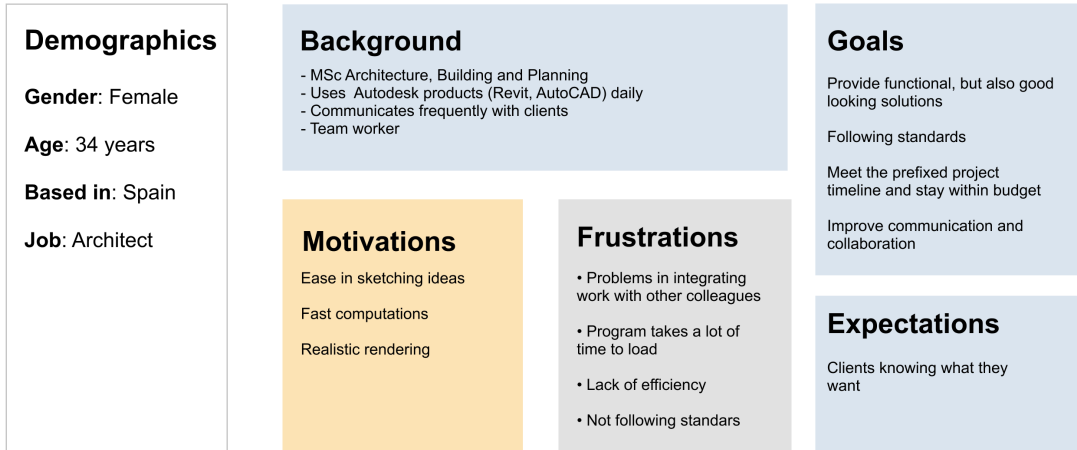 Demographics
Gender: Female
Age: 34 years
Based in: Spain
Job: Architect
Background
- MSc Architecture, Building and Planning
- Uses  Autodesk products (Revit, AutoCAD) daily
- Communicates frequently with clients
- Team worker
Motivations
Ease in sketching ideas
Fast computations
Realistic rendering
Frustrations
• Problems in integrating
work with other colleagues
• Program takes a lot of
time to load
• Lack of efficiency
• Not following standars
Goals
Provide functional, but also good
looking solutions
Following standards
Meet the prefixed project
timeline and stay within budget
Improve communication and
collaboration
Expectations
Clients knowing what they
want